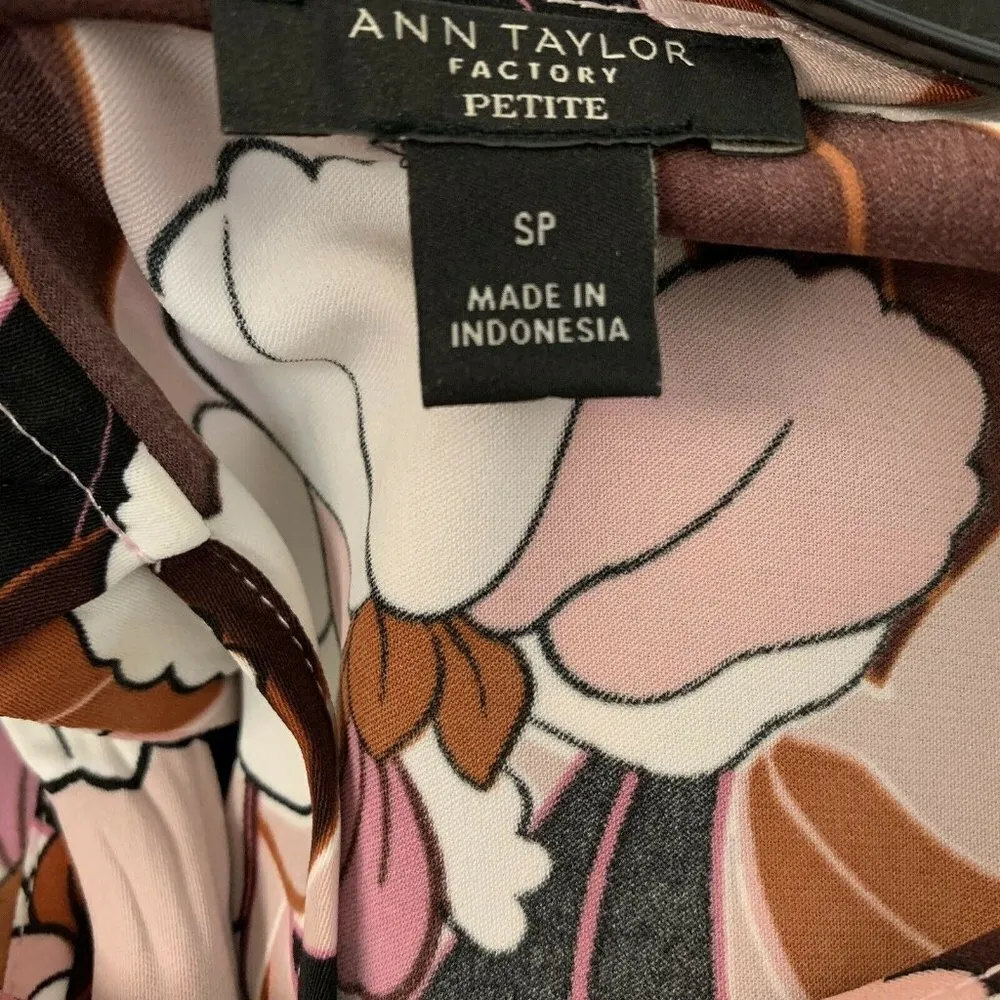 ANN TAYLOR
FACTORY
PETITE
SP
MADE IN
INDONESIA